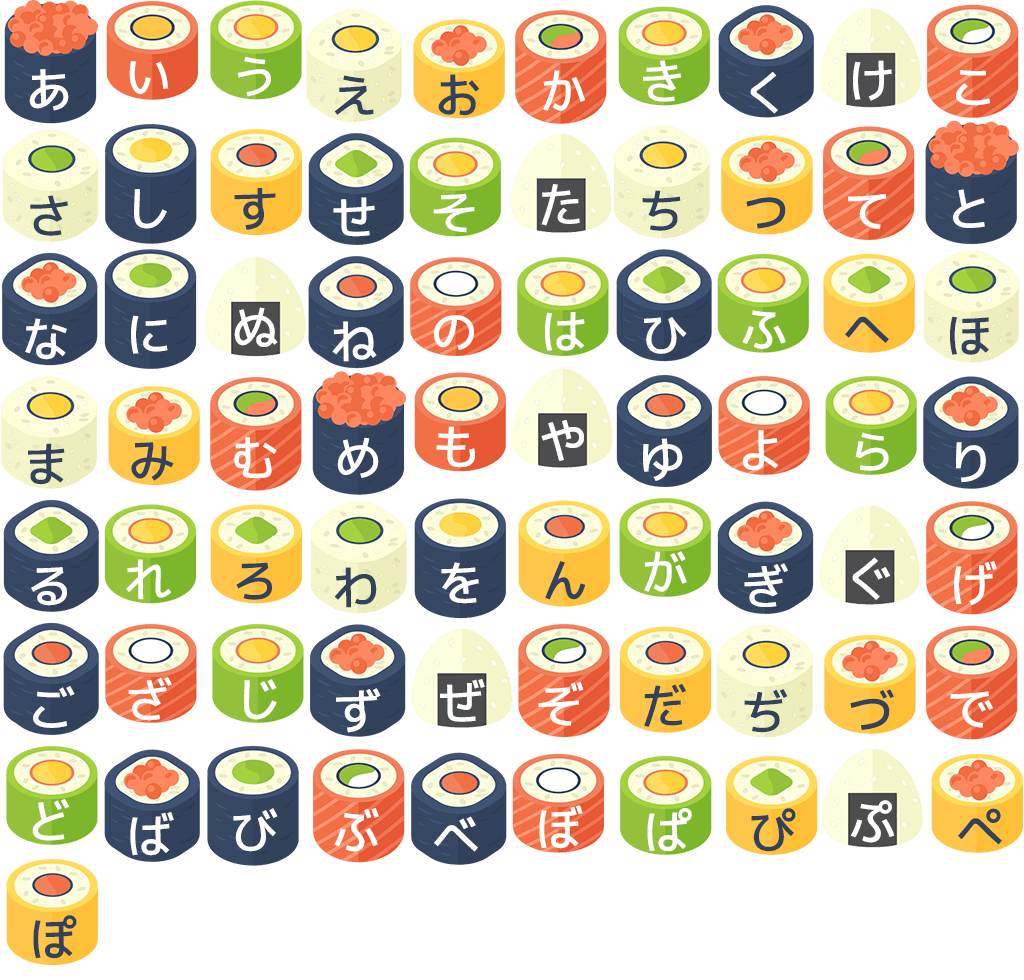 あいうえおかきくけこ
さしすせそたちつてと
なにぬねのはひふへほ
まみむめもやゆよらり
るれろわをんがぎぐげ
ござじずぜぞだぢづで
どばびぶべぼぱぴぷぺ
ぽ